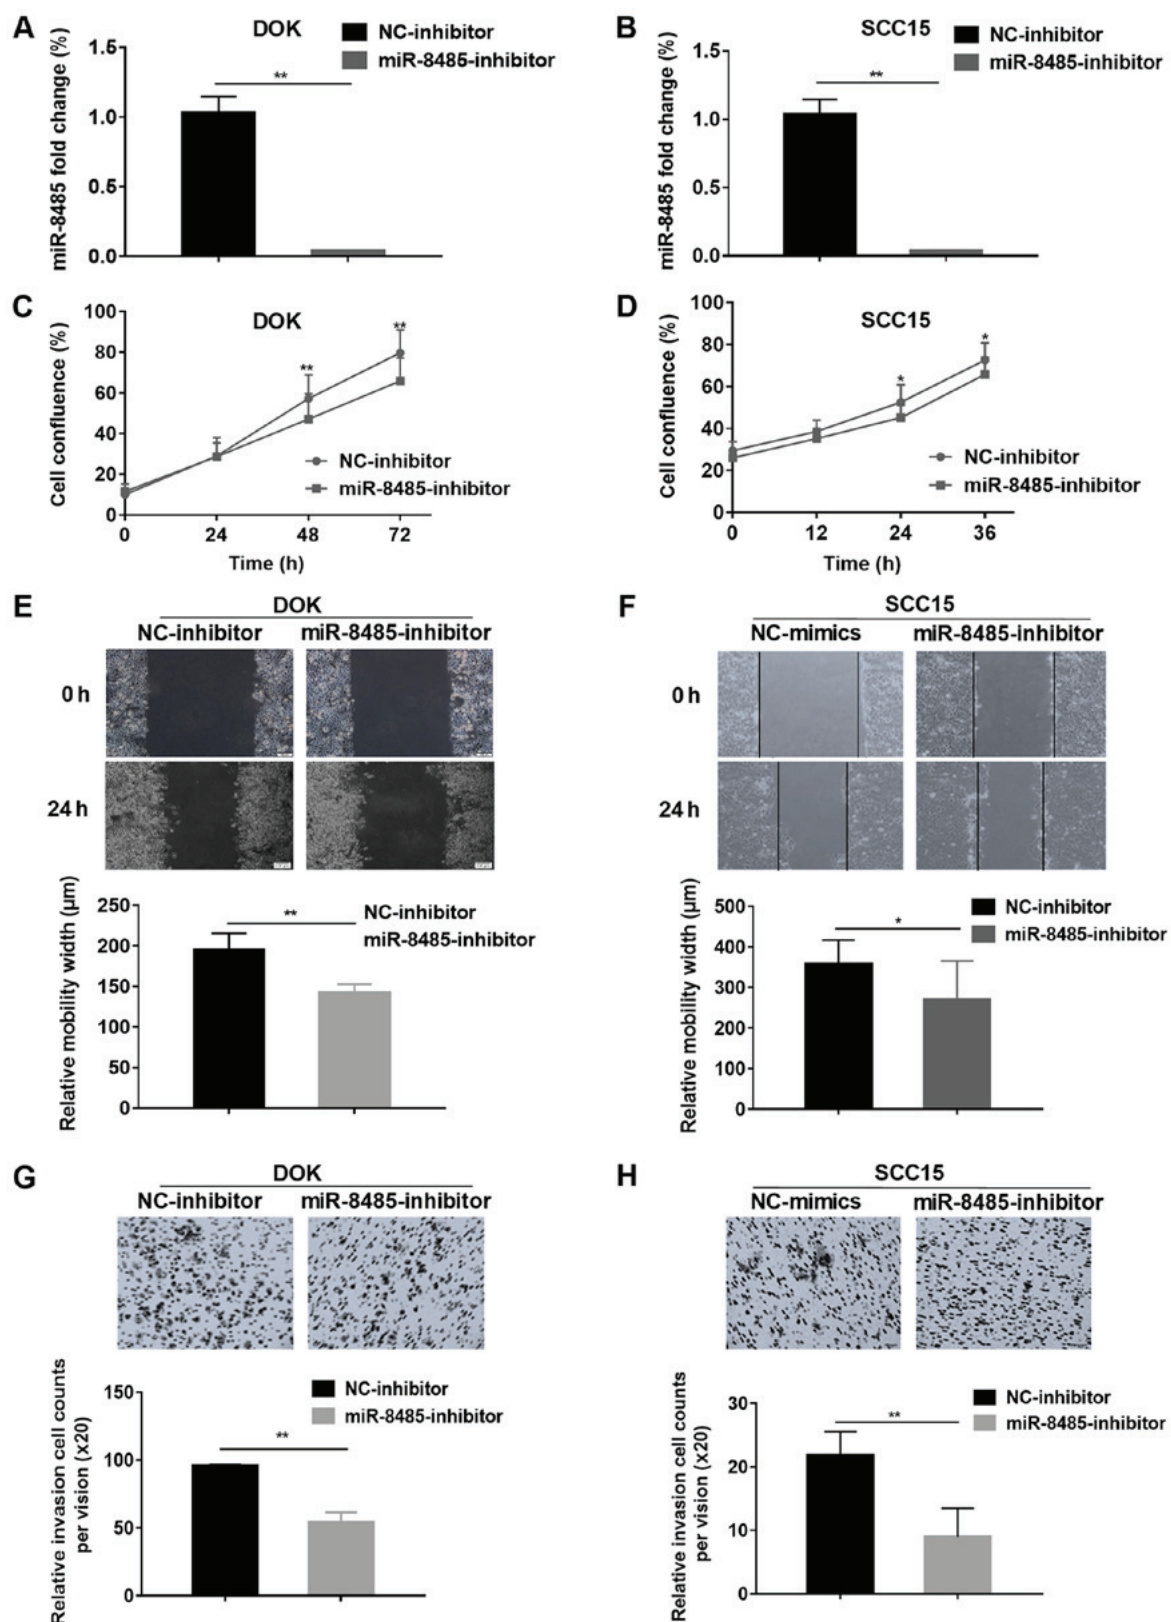 A
DOK
NC-inhibitor
miR-8485-inhibitor
miR-8485 fold change (%)
1.5
1.0
0.5
0.0
**
B
SCC15
NC-inhibitor
miR-8485-inhibitor
miR-8485 fold change (%)
1.5
1.0
0.5
0.0
**
C
DOK
Cell confluence (%)
100
80
60
40
20
0
**
**
NC-inhibitor
miR-8485-inhibitor
0 24 48 72
Time (h)
D
SCC15
Cell confluence (%)
100
80
60
40
20
0
*
*
NC-inhibitor
miR-8485-inhibitor
0 12 24 36
Time (h)
E
DOK
NC-inhibitor miR-8485-inhibitor
0 h
24 h
Relative mobility width (μm)
250
200
150
100
50
0
**
NC-inhibitor
miR-8485-inhibitor
F
SCC15
NC-mimics miR-8485-inhibitor
0 h
24 h
Relative mobility width (μm)
500
400
300
200
100
0
*
NC-inhibitor
miR-8485-inhibitor
G
DOK
NC-inhibitor miR-8485-inhibitor
Relative invasion cell counts
per vision (x20)
150
100
50
0
**
NC-inhibitor
miR-8485-inhibitor
H
SCC15
NC-mimics miR-8485-inhibitor
Relative invasion cell counts
per vision (x20)
30
20
10
0
**
NC-inhibitor
miR-8485-inhibitor